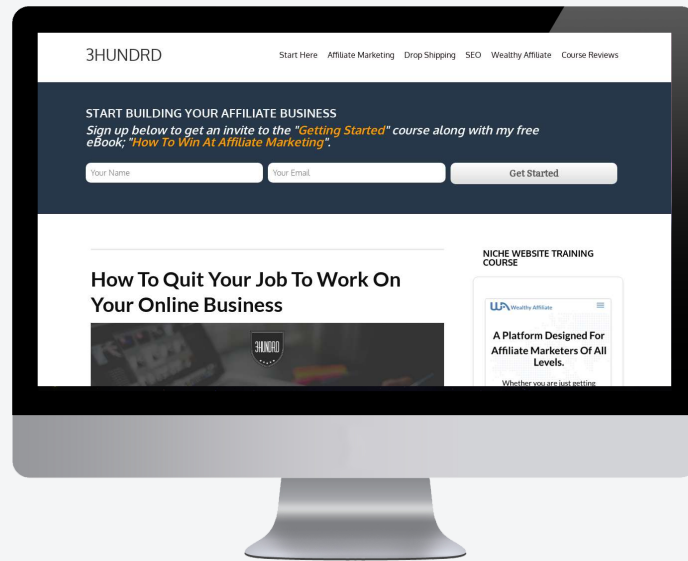 3HUNDRD
Start Here Affiliate Marketing Drop Shipping SEO Wealthy Affiliate Course Reviews
START BUILDING YOUR AFFILIATE BUSINESS
Sign up below to get an invite to the "Getting Started" course along with my free
eBook; "How To Win At Affiliate Marketing".
Your Name
Your Email
Get Started
How To Quit Your Job To Work On
Your Online Business
3HUNDRD
NICHE WEBSITE TRAINING
COURSE
WA Wealthy Affiliate
A Platform Designed For
Affiliate Marketers Of All
Levels.
Whether you are just getting